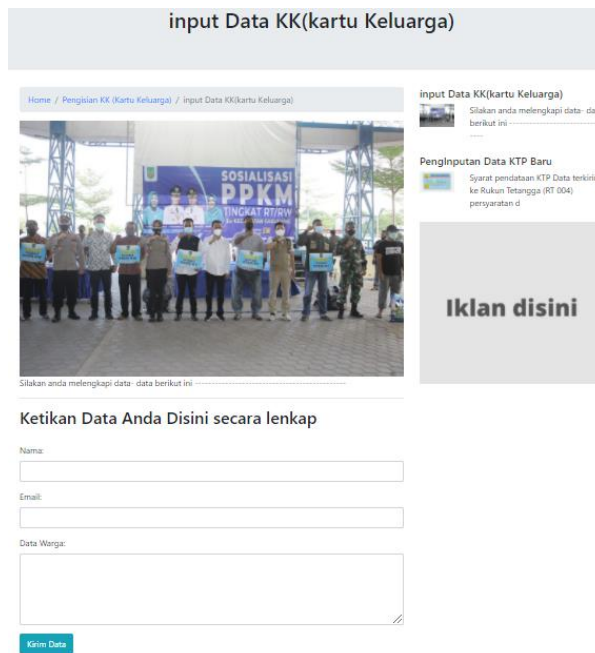 input Data KK(kartu Keluarga)
Home / Pengisian KK (Kartu Keluarga) / input Data KK(kartu Keluarga)
SOSIALISASI
PPKM
TINGKAT RT/RW
Silakan anda melengkapi data- data berikut ini ------------------------------------------------
Ketikan Data Anda Disini secara lenkap
Nama:
Email:
Data Warga:
Kirim Data
input Data KK(kartu Keluarga)
Silakan anda melengkapi data- da
berikut ini ------------------------------
-----
PengInputan Data KTP Baru
Syarat pendataan KTP Data terkiri
ke Rukun Tetangga (RT 004)
persyaratan d
Iklan disini